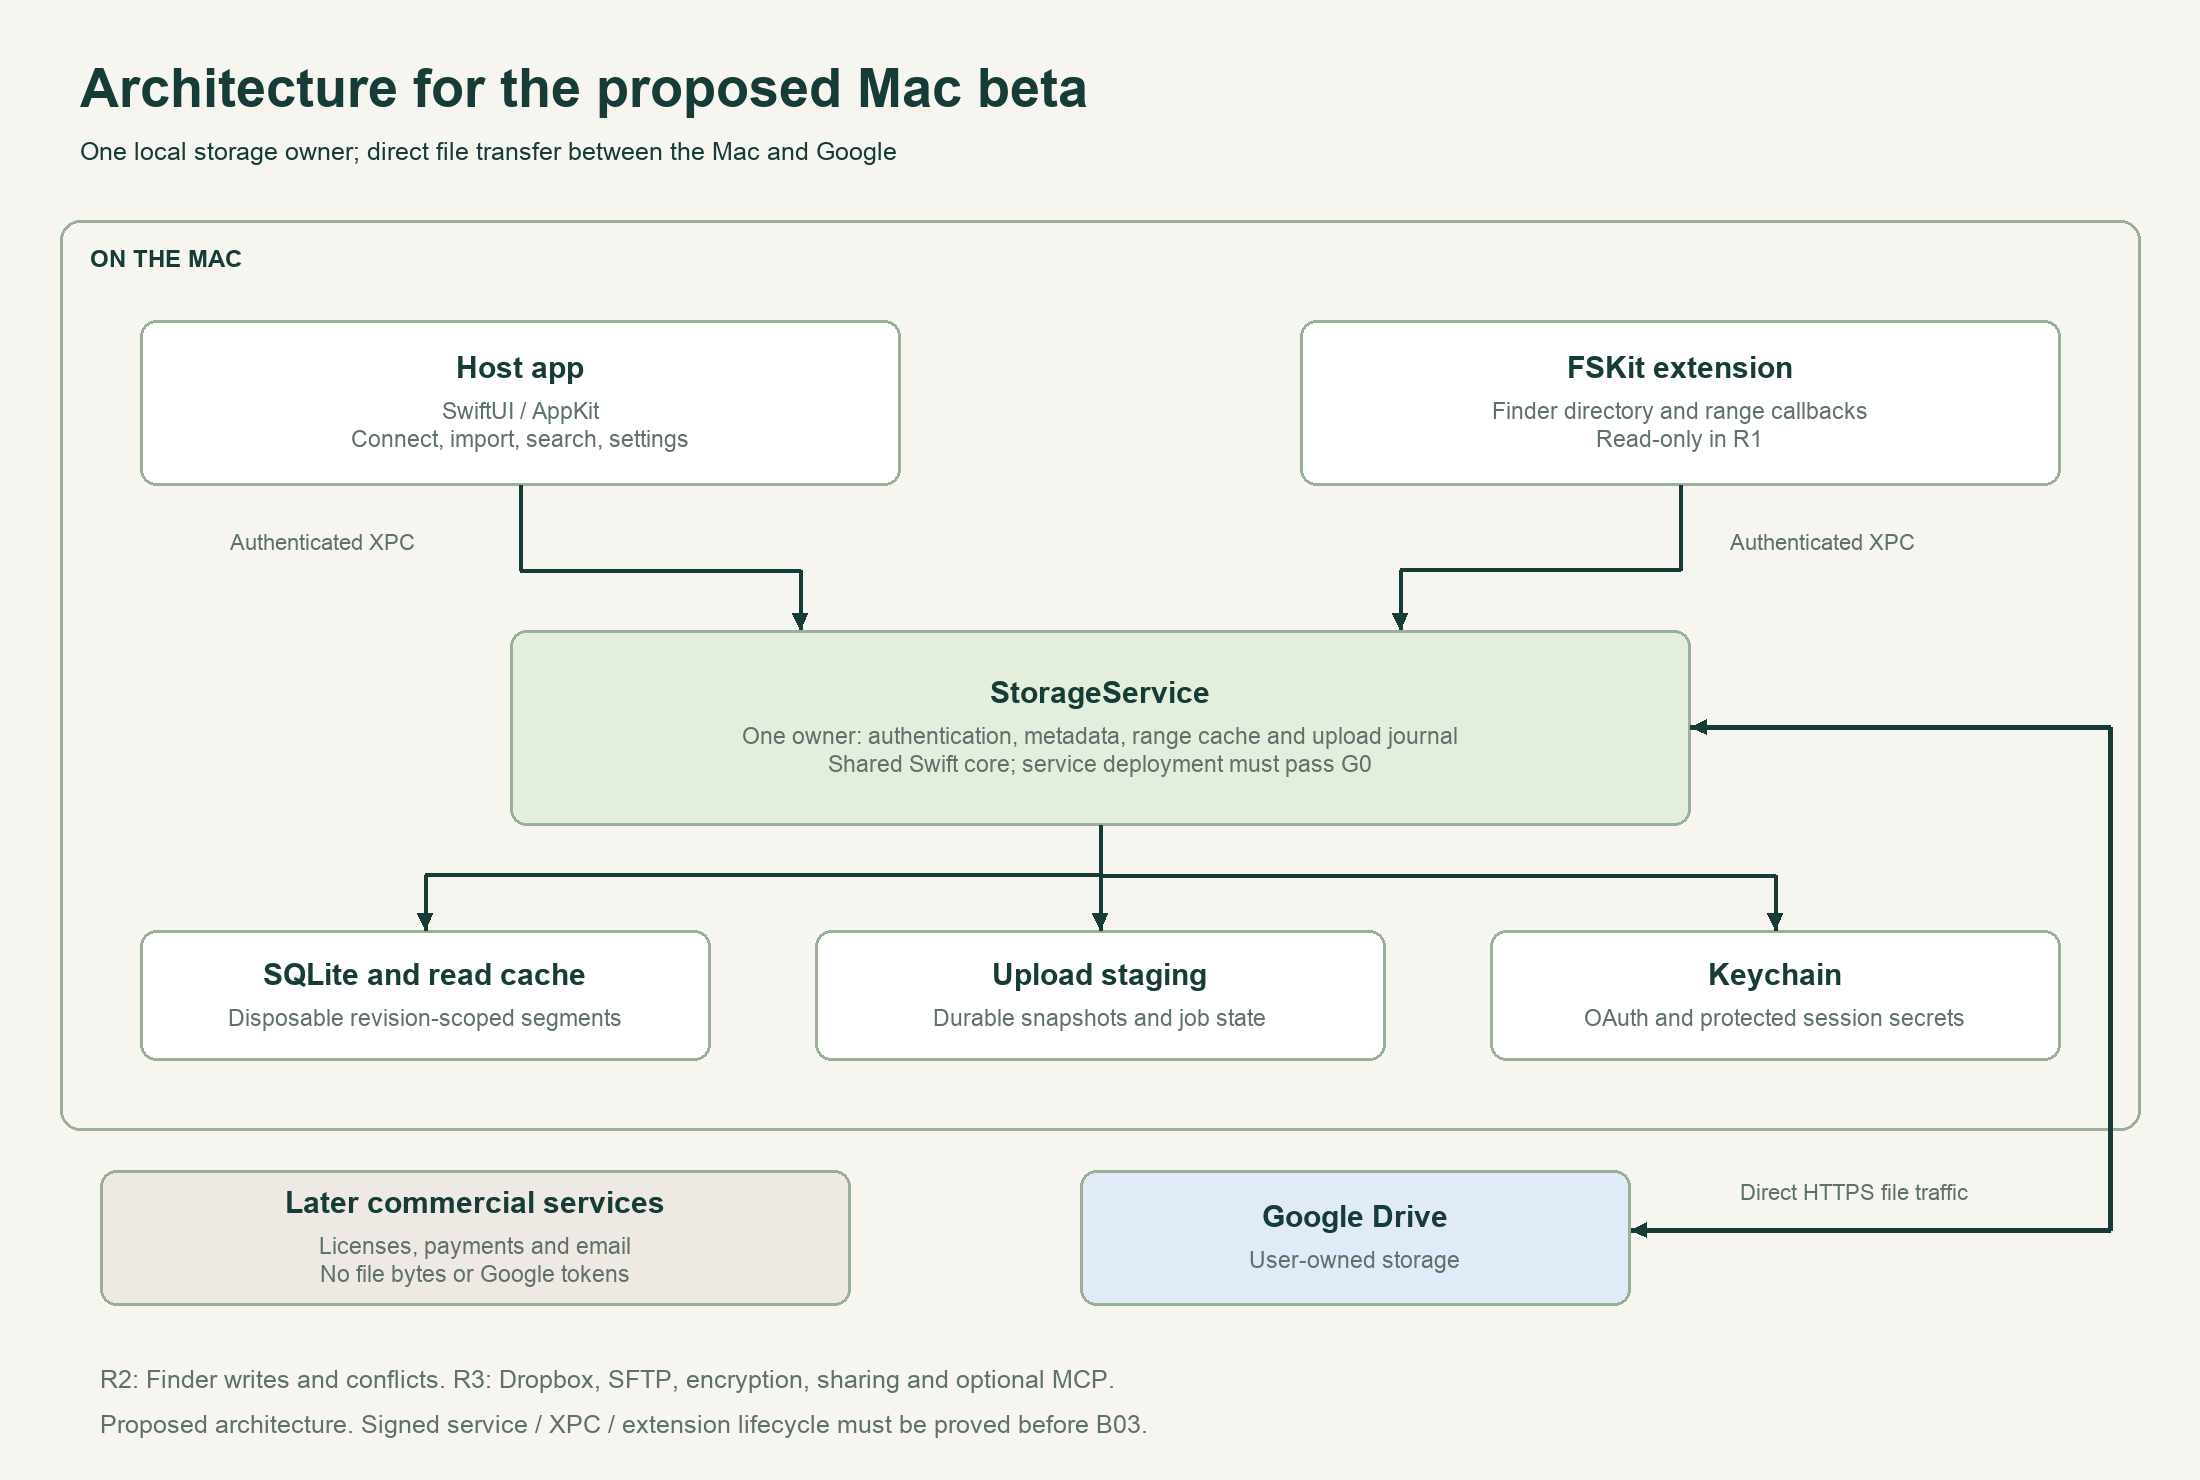 Architecture for the proposed Mac beta
One local storage owner; direct file transfer between the Mac and Google
ON THE MAC
Host app
SwiftUI / AppKit
Connect, import, search, settings
FSKit extension
Finder directory and range callbacks
Read-only in R1
Authenticated XPC
Authenticated XPC
StorageService
One owner: authentication, metadata, range cache and upload journal
Shared Swift core; service deployment must pass G0
SQLite and read cache
Disposable revision-scoped segments
Upload staging
Durable snapshots and job state
Keychain
OAuth and protected session secrets
Later commercial services
Licenses, payments and email
No file bytes or Google tokens
Google Drive
User-owned storage
Direct HTTPS file traffic
R2: Finder writes and conflicts. R3: Dropbox, SFTP, encryption, sharing and optional MCP.
Proposed architecture. Signed service / XPC / extension lifecycle must be proved before B03.